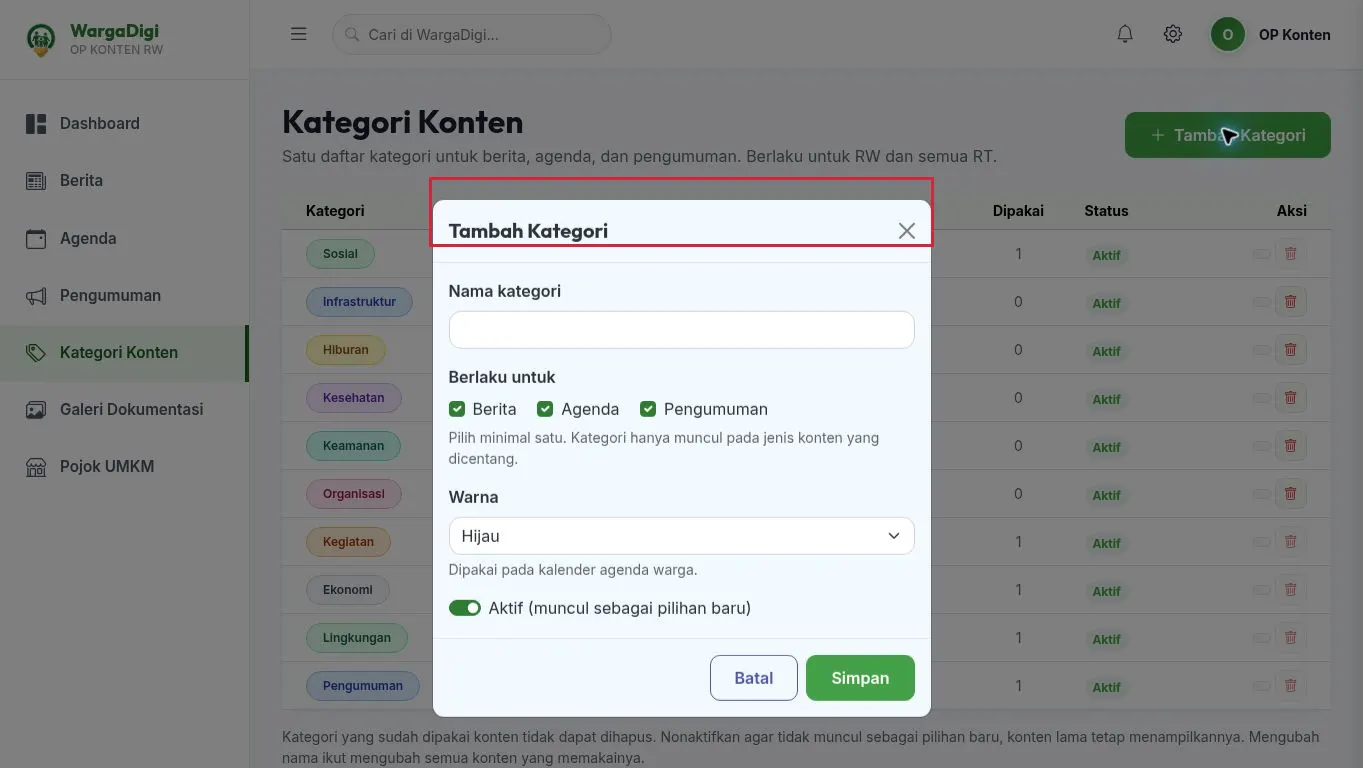 WargaDigi
OP KONTEN RW
Cari di WargaDigi...
O
OP Konten
Dashboard
Berita
Agenda
Pengumuman
Kategori Konten
Galeri Dokumentasi
Pojok UMKM
Kategori Konten
Satu daftar kategori untuk berita, agenda, dan pengumuman. Berlaku untuk RW dan semua RT.
+ Tambah Kategori
Kategori Dipakai Status Aksi
Sosial 1 Aktif
Infrastruktur 0 Aktif
Hiburan 0 Aktif
Kesehatan 0 Aktif
Keamanan 0 Aktif
Organisasi 0 Aktif
Kegiatan 1 Aktif
Ekonomi 1 Aktif
Lingkungan 1 Aktif
Pengumuman 1 Aktif
Tambah Kategori
Nama kategori
Berlaku untuk
Berita Agenda Pengumuman
Pilih minimal satu. Kategori hanya muncul pada jenis konten yang
dicentang.
Warna
Hijau
Dipakai pada kalender agenda warga.
Aktif (muncul sebagai pilihan baru)
Batal Simpan
Kategori yang sudah dipakai konten tidak dapat dihapus. Nonaktifkan agar tidak muncul sebagai pilihan baru, konten lama tetap menampilkannya. Mengubah
nama ikut mengubah semua konten yang memakainya.